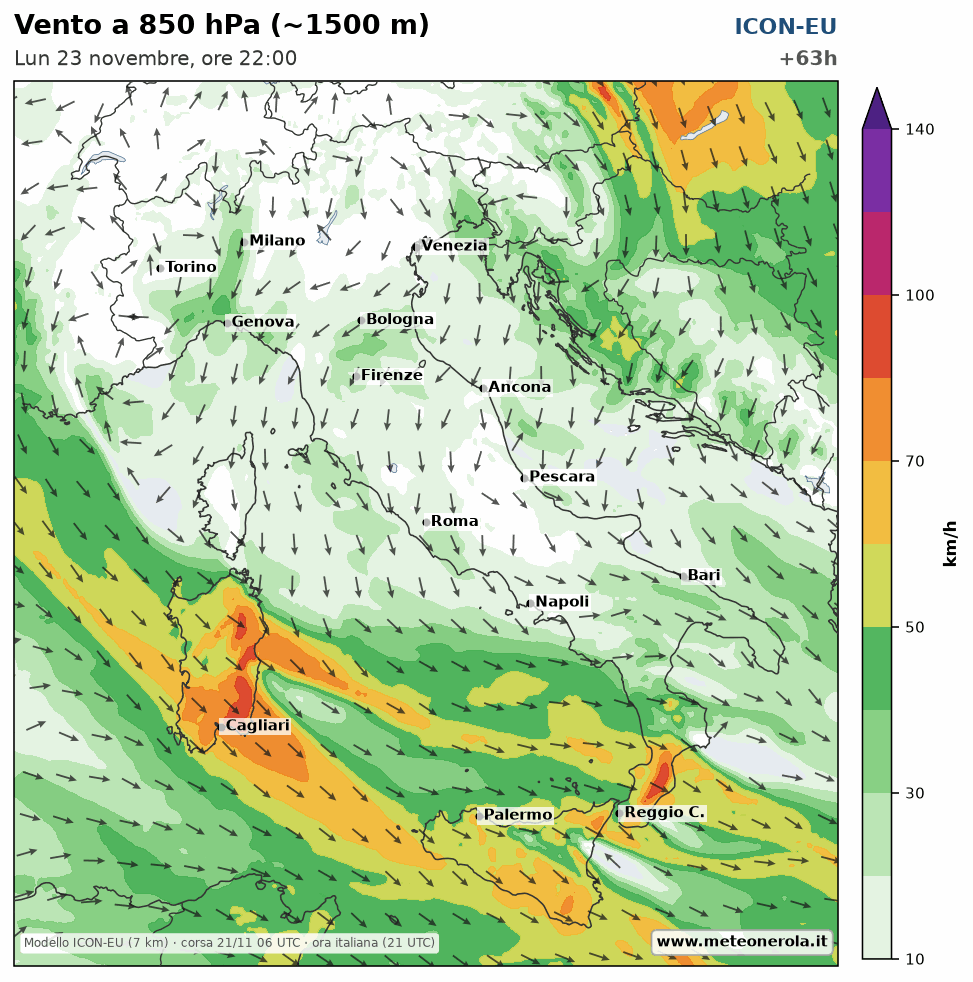 Vento a 850 hPa (~1500 m)
ICON-EU
Lun 23 novembre, ore 22:00
+63h
140
Milano
Venezia
Torino
100
Genova
Bologna
Firenze
Ancona
70
Pescara
Roma
km/h
Bari
Napoli
50
Cagliari
30
Palermo
Reggio C.
Modello ICON-EU (7 km) · corsa 21/11 06 UTC · ora italiana (21 UTC)
www.meteonerola.it
10